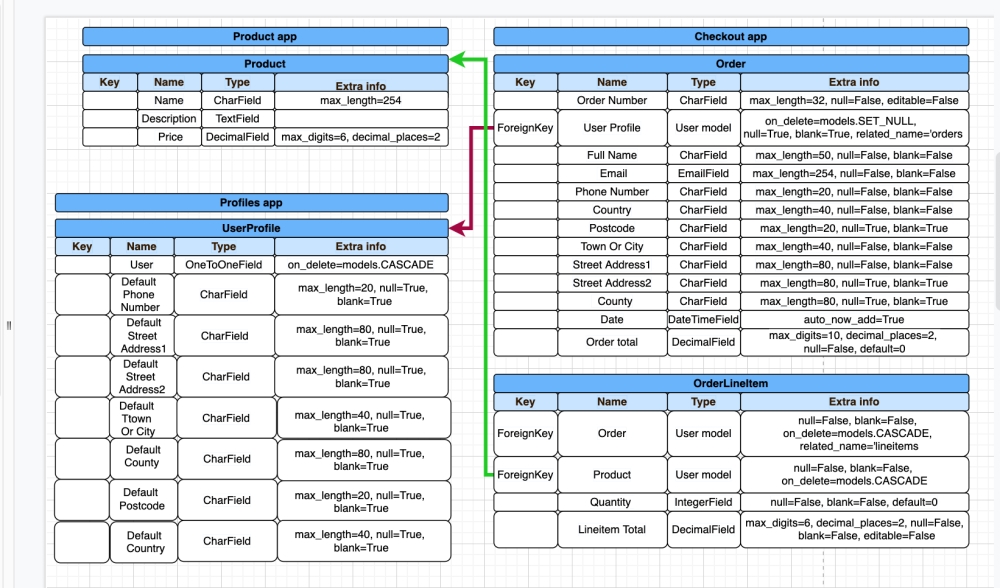 Product app
Product
Key Name Type Extra info
Name CharField max_length=254
Description TextField
Price DecimalField max_digits=6, decimal_places=2
Profiles app
UserProfile
Key Name Type Extra info
User OneToOneField on_delete=models.CASCADE
Default
Phone
Number
CharField
max_length=20, null=True,
blank=True
Default
Street
Address1
CharField
max_length=80, null=True,
blank=True
Default
Street
Address2
CharField
max_length=80, null=True,
blank=True
Default
Ttown
Or City
CharField
max_length=40, null=True,
blank=True
Default
County
CharField
max_length=80, null=True,
blank=True
Default
Postcode
CharField
max_length=20, null=True,
blank=True
Default
Country
CharField
max_length=40, null=True,
blank=True
Checkout app
Order
Key Name Type Extra info
Order Number CharField max_length=32, null=False, editable=False
ForeignKey User Profile User model
on_delete=models.SET_NULL,
null=True, blank=True, related_name='orders
Full Name CharField max_length=50, null=False, blank=False
Email EmailField max_length=254, null=False, blank=False
Phone Number CharField max_length=20, null=False, blank=False
Country CharField max_length=40, null=False, blank=False
Postcode CharField max_length=20, null=True, blank=True
Town Or City CharField max_length=40, null=False, blank=False
Street Address1 CharField max_length=80, null=False, blank=False
Street Address2 CharField max_length=80, null=True, blank=True
County CharField max_length=80, null=True, blank=True
Date DateTimeField auto_now_add=True
Order total DecimalField
max_digits=10, decimal_places=2,
null=False, default=0
OrderLineItem
Key Name Type Extra info
ForeignKey Order User model
null=False, blank=False,
on_delete=models.CASCADE,
related_name='lineitems
ForeignKey Product User model
null=False, blank=False,
on_delete=models.CASCADE
Quantity IntegerField null=False, blank=False, default=0
Lineitem Total DecimalField
max_digits=6, decimal_places=2, null=False,
blank=False, editable=False